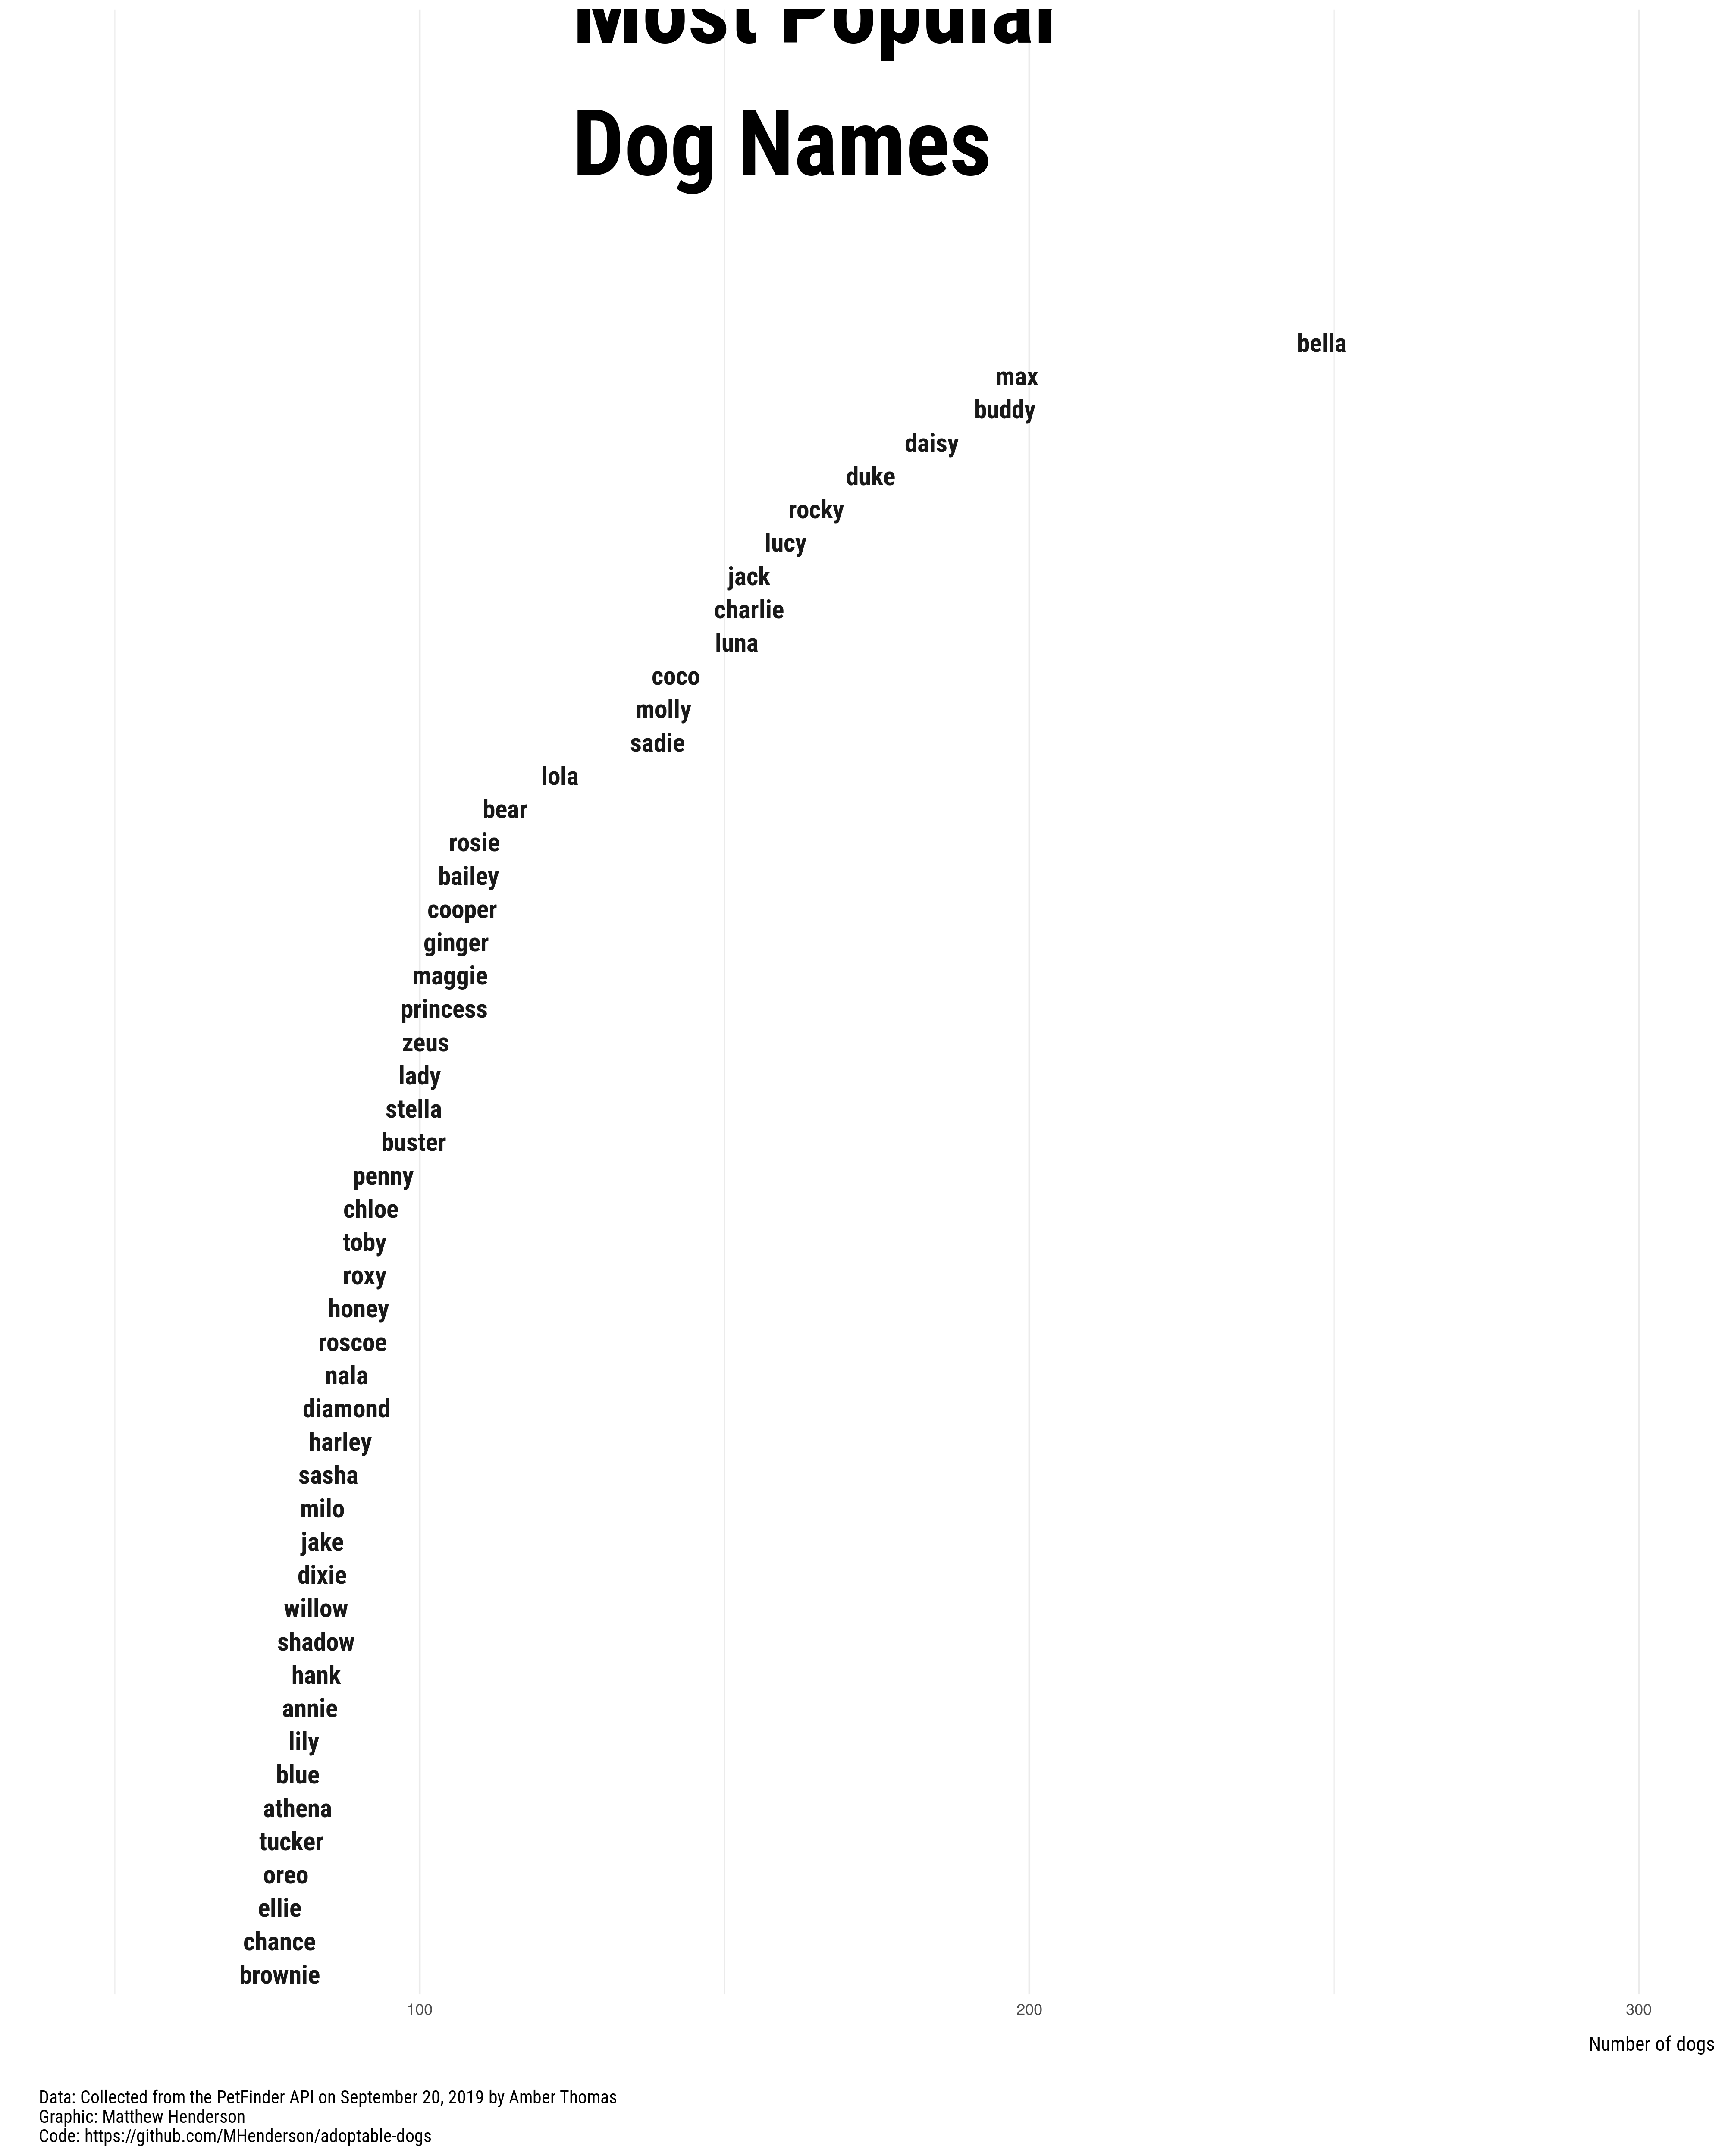 Most Popular
Dog Names
bella
max
buddy
daisy
duke
rocky
lucy
jack
charlie
luna
coco
molly
sadie
lola
bear
rosie
bailey
cooper
ginger
maggie
princess
zeus
lady
stella
buster
penny
chloe
toby
roxy
honey
roscoe
nala
diamond
harley
sasha
milo
jake
dixie
willow
shadow
hank
annie
lily
blue
athena
tucker
oreo
ellie
chance
brownie
100 200 300
Number of dogs
Data: Collected from the PetFinder API on September 20, 2019 by Amber Thomas
Graphic: Matthew Henderson
Code: https://github.com/MHenderson/adoptable-dogs